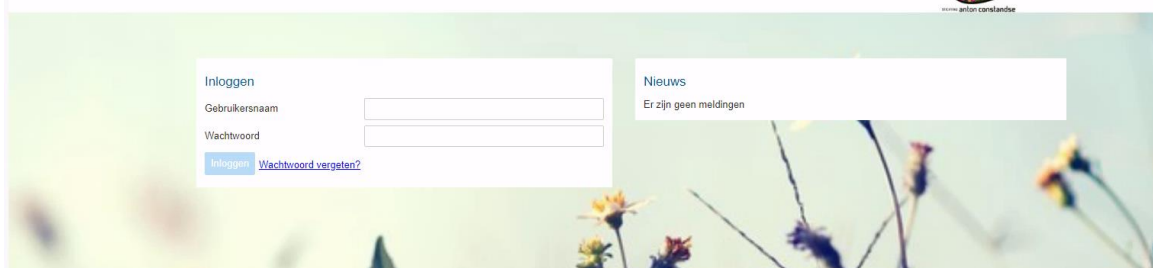 anton constandse
Inloggen
Gebruikersnaam
Wachtwoord
Inloggen Wachtwoord vergeten?
Nieuws
Er zijn geen meldingen